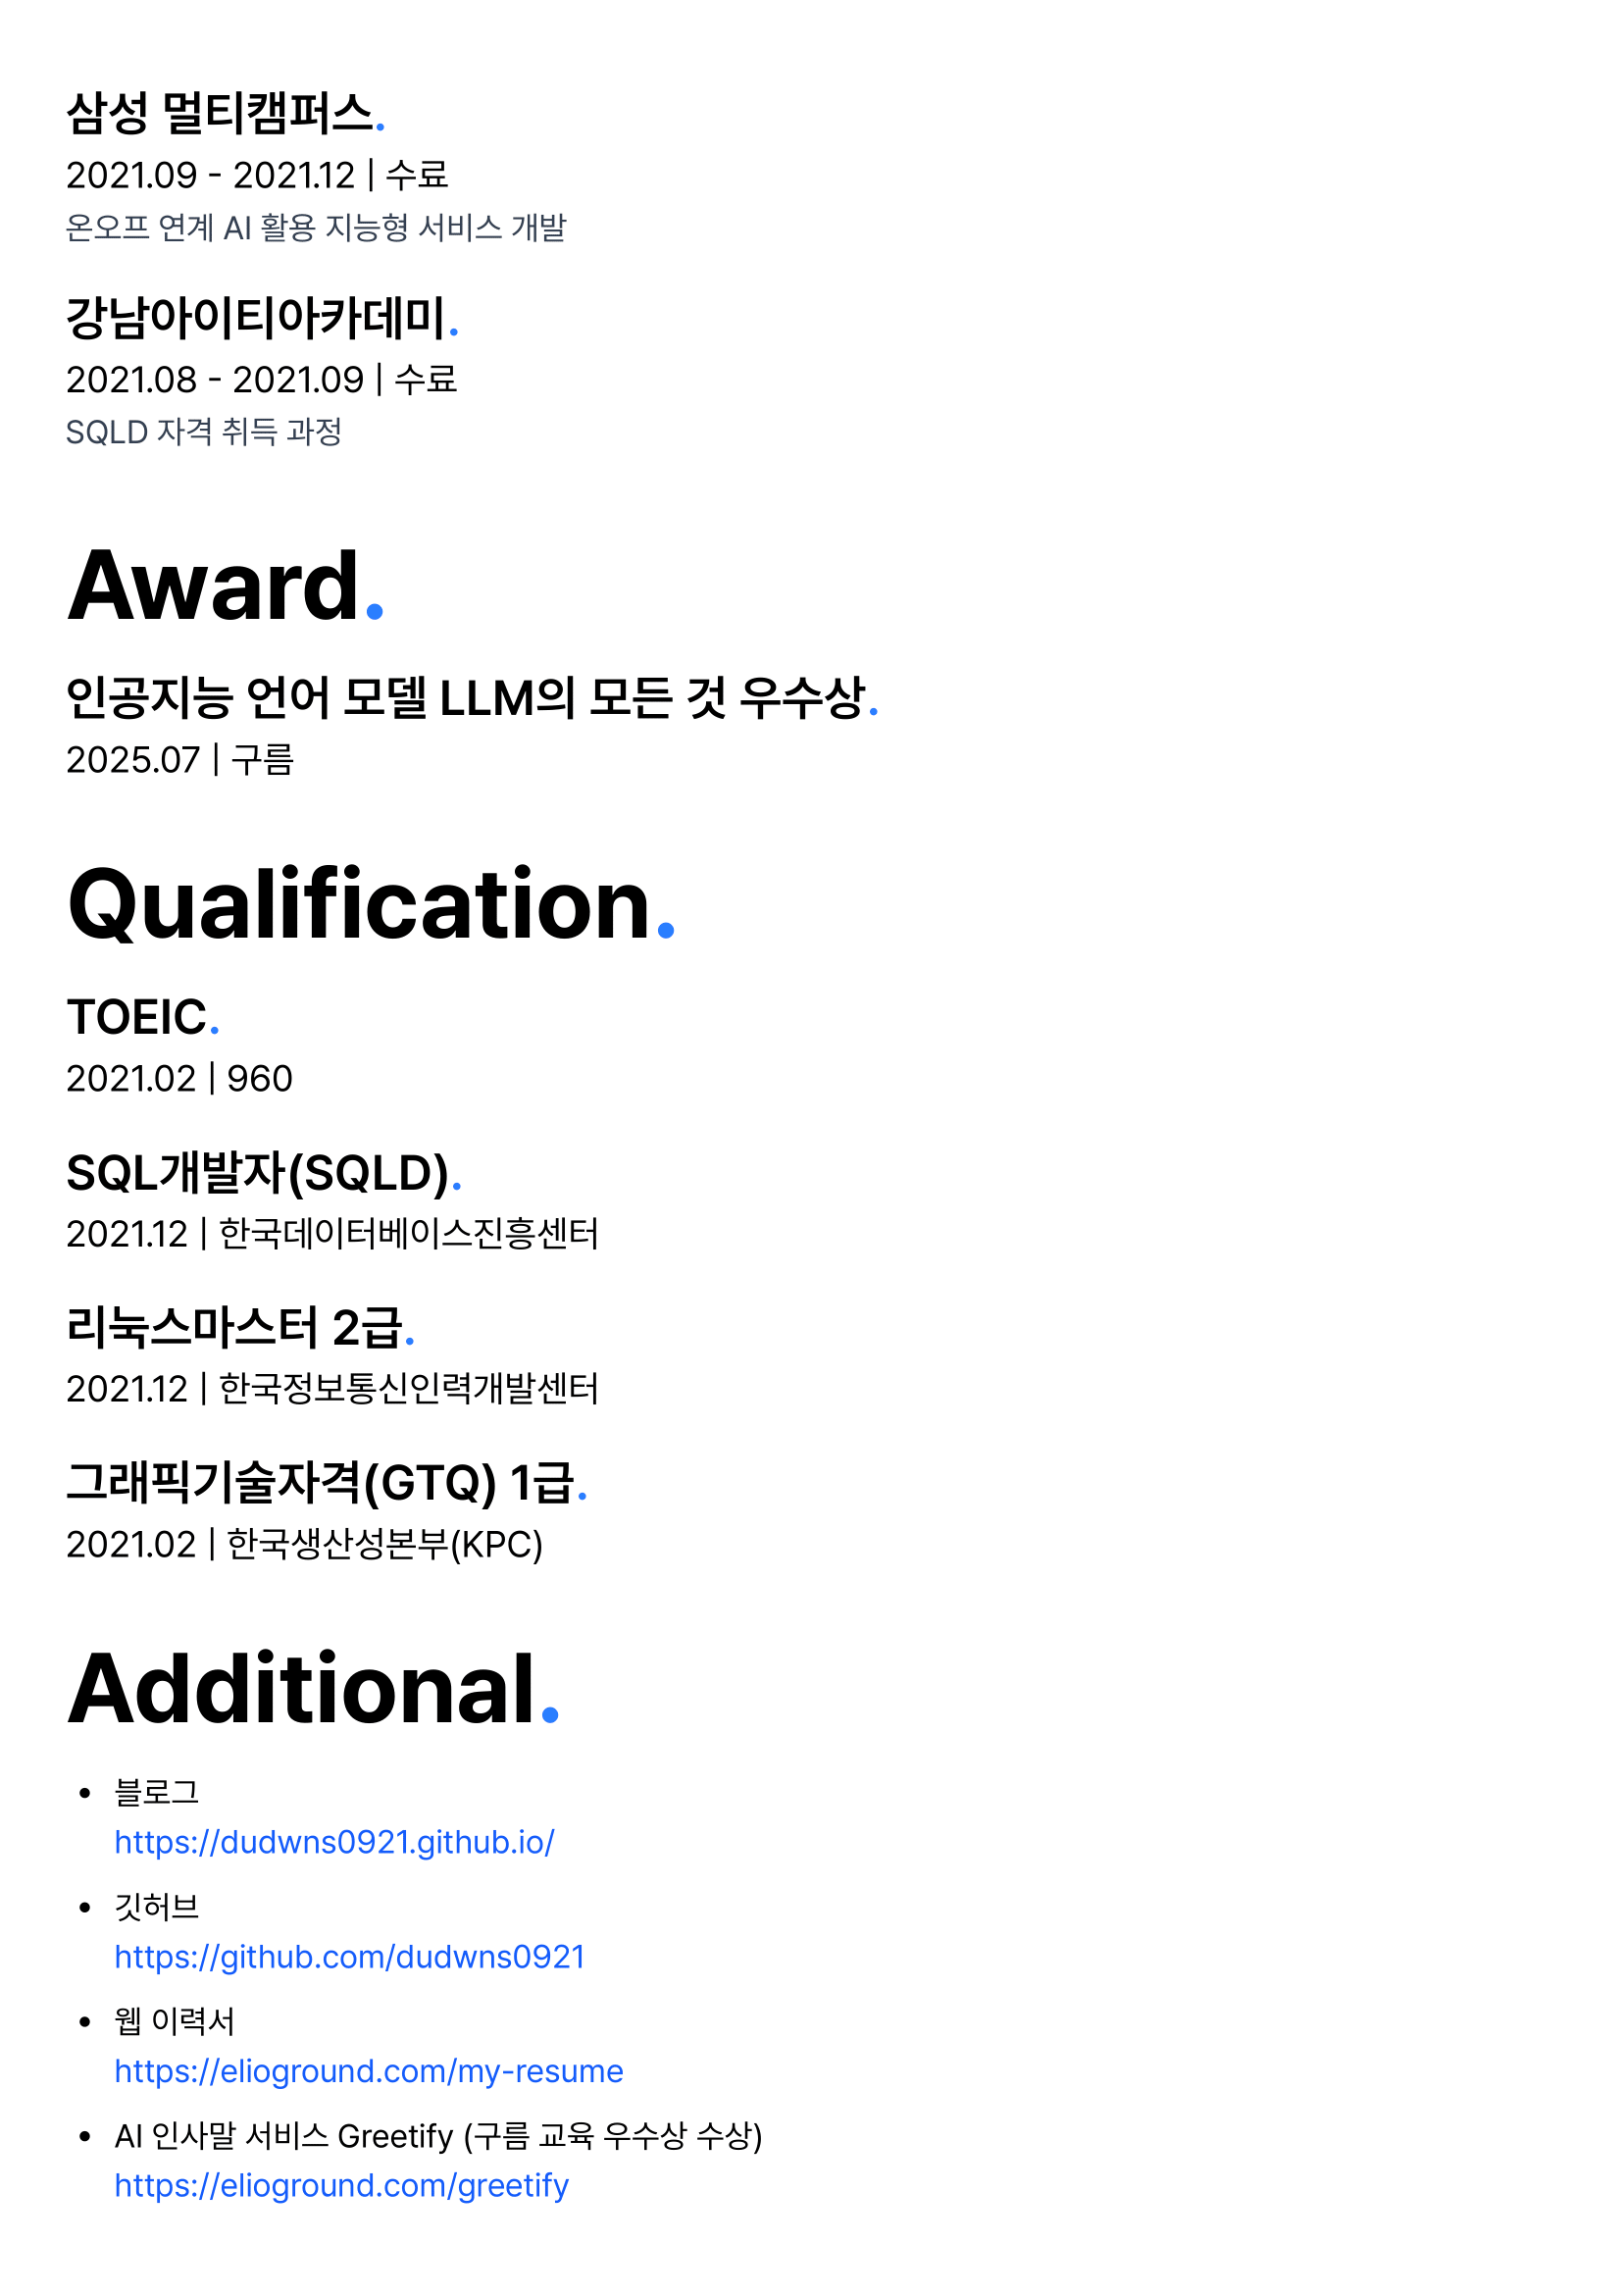 삼성 멀티캠퍼스.
2021.09 - 2021.12 | 수료
온오프 연계 AI 활용 지능형 서비스 개발
강남아이티아카데미.
2021.08 - 2021.09 | 수료
SQLD 자격 취득 과정
Award.
인공지능 언어 모델 LLM의 모든 것 우수상.
2025.07 | 구름
Qualification.
TOEIC.
2021.02 | 960
SQL개발자(SQLD).
2021.12 | 한국데이터베이스진흥센터
리눅스마스터 2급.
2021.12 | 한국정보통신인력개발센터
그래픽기술자격(GTQ) 1급.
2021.02 | 한국생산성본부(KPC)
Additional.
• 블로그
https://dudwns0921.github.io/
• 깃허브
https://github.com/dudwns0921
• 웹 이력서
https://elioground.com/my-resume
• AI 인사말 서비스 Greetify (구름 교육 우수상 수상)
https://elioground.com/greetify